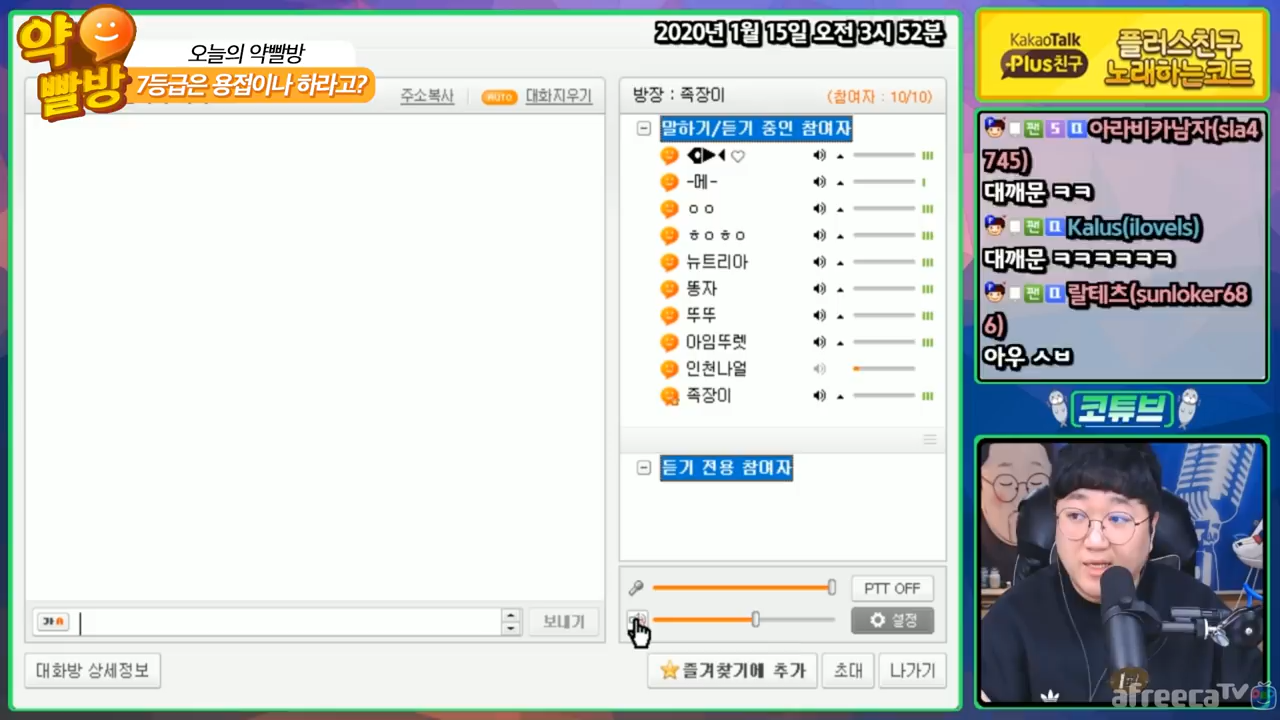 약빨방
오늘의 약빨방
7등급은 용접이나 하라고?
2020년 1월 15일 오전 3시 52분
주소복사
AUTO 대화지우기
방장 : 족장이 (참여자 : 10/10)
말하기/듣기 중인 참여자
-메-
ㅇㅇ
ㅎㅇㅎㅇ
뉴트리아
똥자
뚜뚜
아임뚜렛
인천나얼
족장이
듣기 전용 참여자
PTT OFF
설정
가
보내기
대화방 상세정보
즐겨찾기에 추가
초대
나가기
KakaoTalk
Plus친구
플러스친구
노래하는코트
팬 S 아라비카남자(sla4
745)
대깨문 ㅋㅋ
팬 Kalus(ilovels)
대깨문 ㅋㅋㅋㅋㅋㅋ
팬 랄테츠(sunloker68
6)
아우 ㅅㅂ
코튜브
afreecaTV